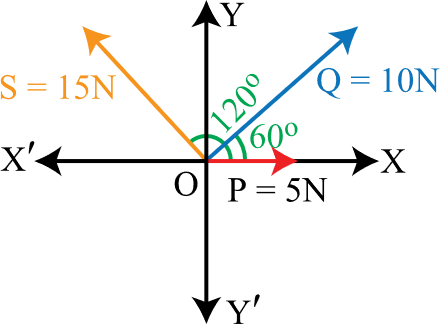 Y
S = 15N
120°
Q = 10N
60°
X′
X
O
P = 5N
Y′